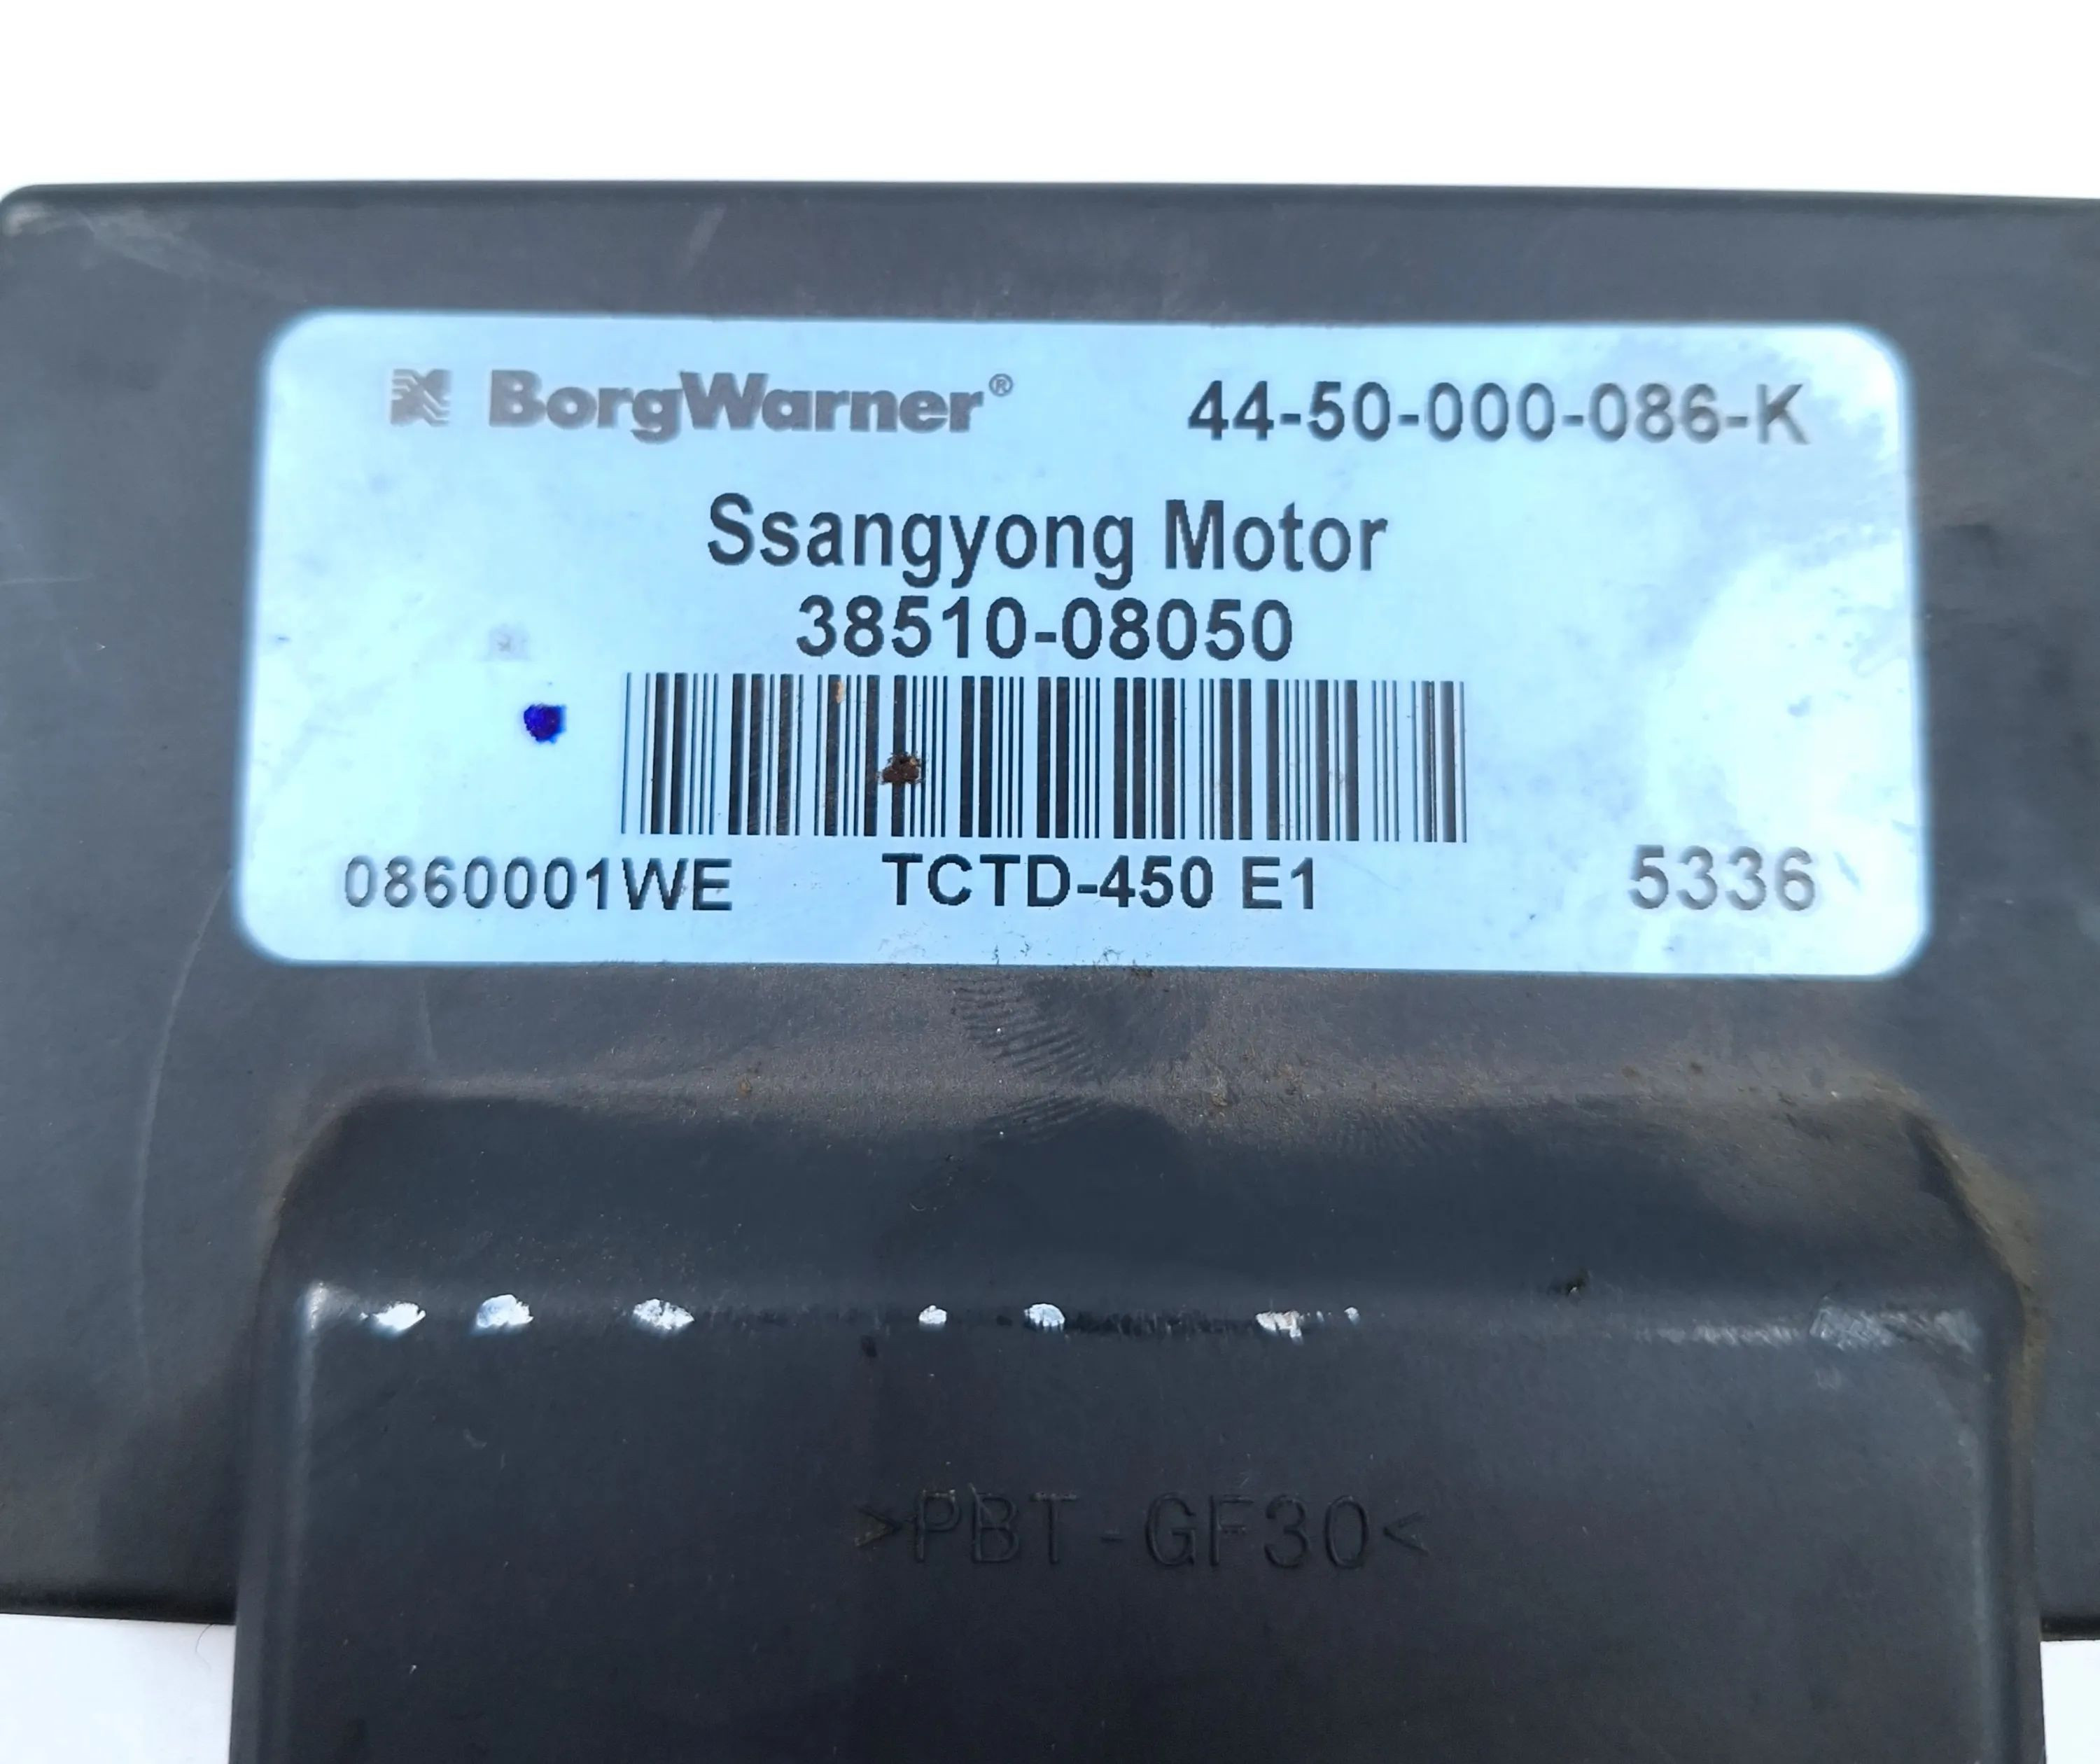 BorgWarner® 44-50-000-086-K
Ssangyong Motor
38510-08050
0860001WE TCTD-450 E1 5336
>PBT-GF30<